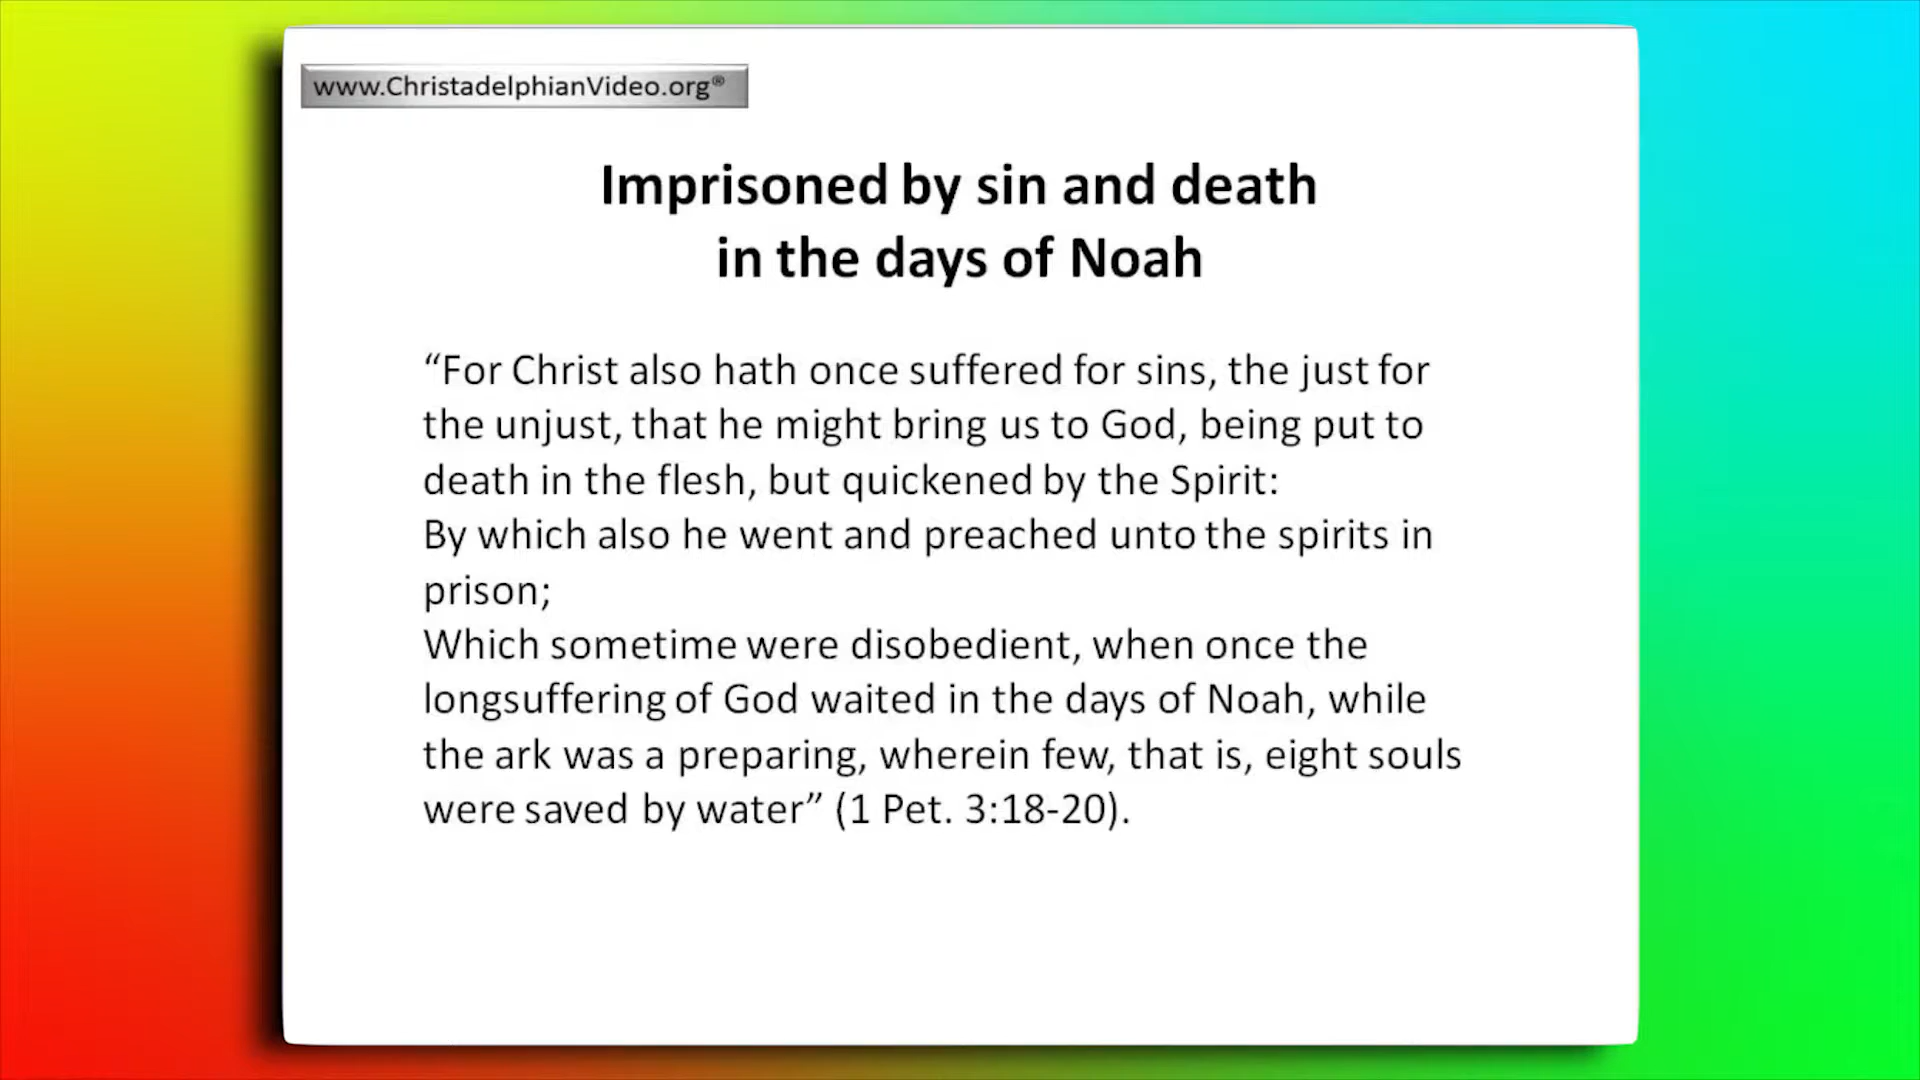 www.ChristadelphianVideo.org®
Imprisoned by sin and death
in the days of Noah
“For Christ also hath once suffered for sins, the just for
the unjust, that he might bring us to God, being put to
death in the flesh, but quickened by the Spirit:
By which also he went and preached unto the spirits in
prison;
Which sometime were disobedient, when once the
longsuffering of God waited in the days of Noah, while
the ark was a preparing, wherein few, that is, eight souls
were saved by water” (1 Pet. 3:18-20).